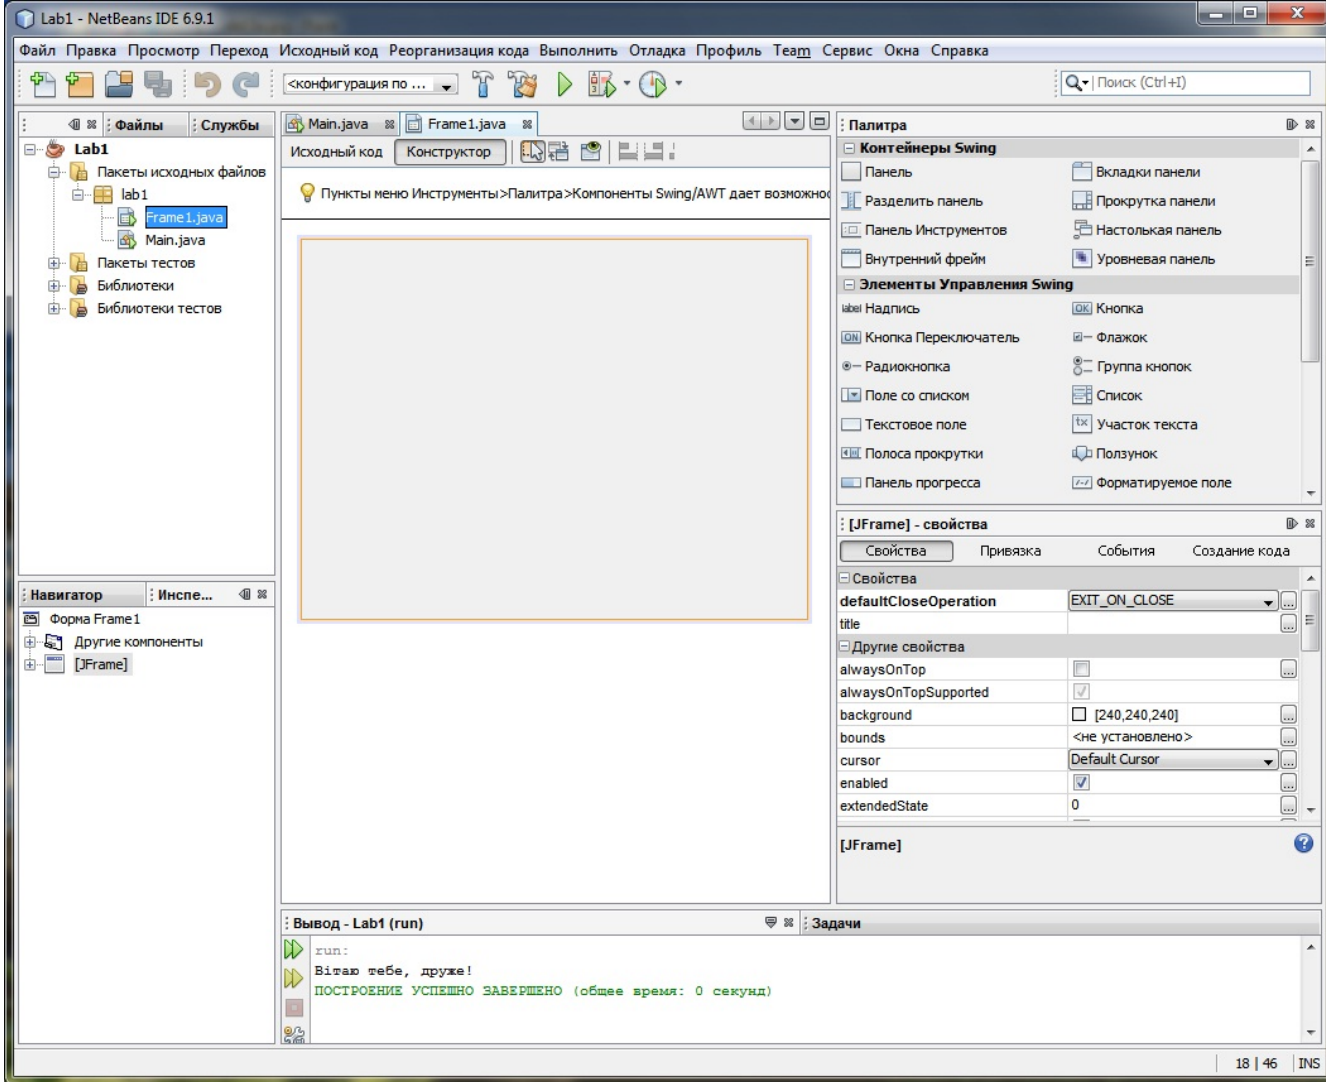 Lab1 - NetBeans IDE 6.9.1
Файл Правка Просмотр Переход Исходный код Реорганизация кода Выполнить Отладка Профиль Team Сервис Окна Справка
<конфигурация по ... Поиск (Ctrl+I)
Файлы Службы
Lab1
Пакеты исходных файлов
lab1
Frame1.java
Main.java
Пакеты тестов
Библиотеки
Библиотеки тестов
Навигатор Инспе...
Форма Frame1
Другие компоненты
[JFrame]
Main.java Frame1.java
Исходный код Конструктор
Пункты меню Инструменты>Палитра>Компоненты Swing/AWT дает возможнос
Палитра
Контейнеры Swing
Панель Вкладки панели
Разделить панель Прокрутка панели
Панель Инструментов Настолькая панель
Внутренний фрейм Уровневая панель
Элементы Управления Swing
label Надпись OK Кнопка
ON Кнопка Переключатель Флажок
Радиокнопка Группа кнопок
Поле со списком Список
Текстовое поле tx Участок текста
Полоса прокрутки Ползунок
Панель прогресса Форматируемое поле
[JFrame] - свойства
Свойства Привязка События Создание кода
Свойства
defaultCloseOperation EXIT_ON_CLOSE ...
title ...
Другие свойства
alwaysOnTop ...
alwaysOnTopSupported
background [240,240,240] ...
bounds <не установлено> ...
cursor Default Cursor ...
enabled ...
extendedState 0 ...
[JFrame]
Вывод - Lab1 (run) Задачи
run:
Вітаю тебе, друже!
ПОСТРОЕНИЕ УСПЕШНО ЗАВЕРШЕНО (общее время: 0 секунд)
18 | 46 INS